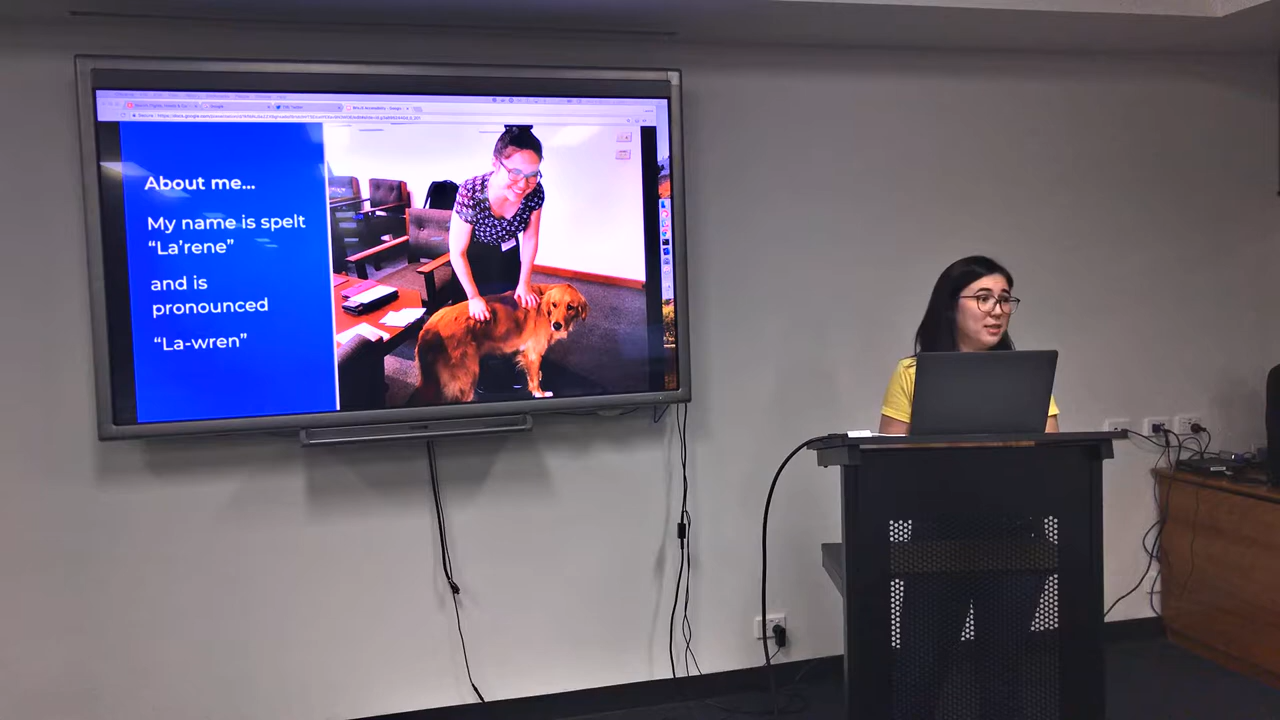 About me...
My name is spelt
“La’rene”
and is
pronounced
“La-wren”